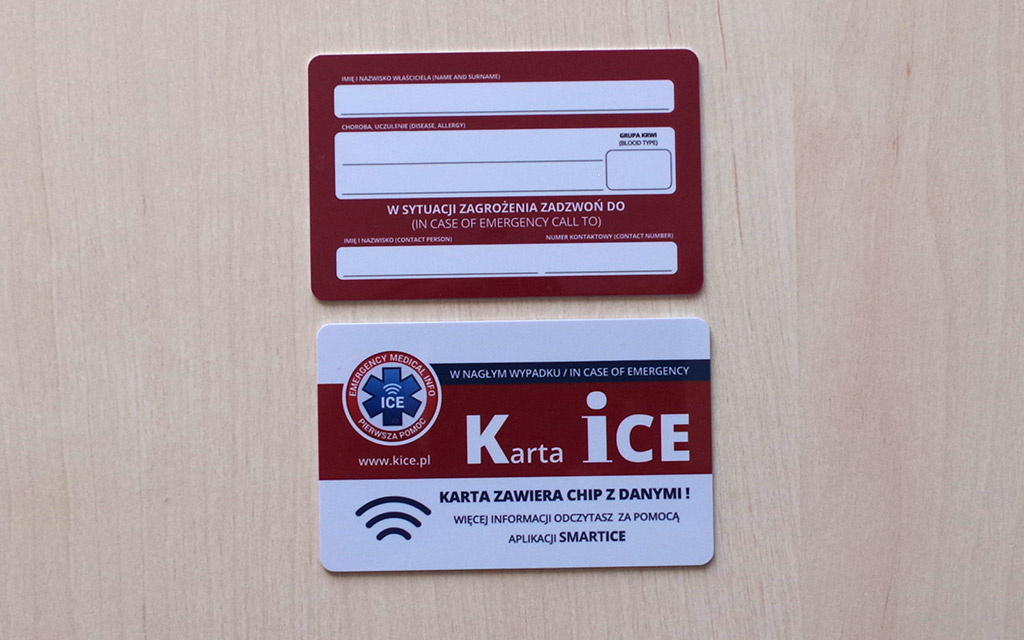 IMIĘ I NAZWISKO WŁAŚCICIELA (NAME AND SURNAME)
CHOROBA, UCZULENIE (DISEASE, ALLERGY)
GRUPA KRWI
(BLOOD TYPE)
W SYTUACJI ZAGROŻENIA ZADZWOŃ DO
(IN CASE OF EMERGENCY CALL TO)
IMIĘ I NAZWISKO (CONTACT PERSON) NUMER KONTAKTOWY (CONTACT NUMBER)
EMERGENCY MEDICAL INFO
ICE
PIERWSZA POMOC
www.kice.pl
W NAGŁYM WYPADKU / IN CASE OF EMERGENCY
Karta iCE
KARTA ZAWIERA CHIP Z DANYMI !
WIĘCEJ INFORMACJI ODCZYTASZ ZA POMOCĄ
APLIKACJI SMARTICE